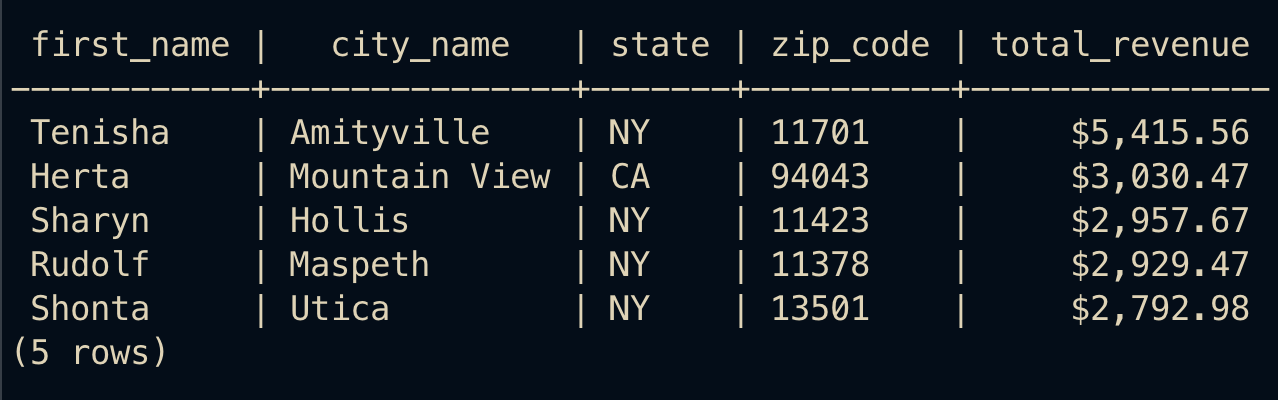 first_name |   city_name   | state | zip_code | total_revenue
------------+---------------+-------+----------+---------------
Tenisha    | Amityville    | NY    | 11701    |     $5,415.56
Herta      | Mountain View | CA    | 94043    |     $3,030.47
Sharyn     | Hollis        | NY    | 11423    |     $2,957.67
Rudolf     | Maspeth       | NY    | 11378    |     $2,929.47
Shonta     | Utica         | NY    | 13501    |     $2,792.98
(5 rows)